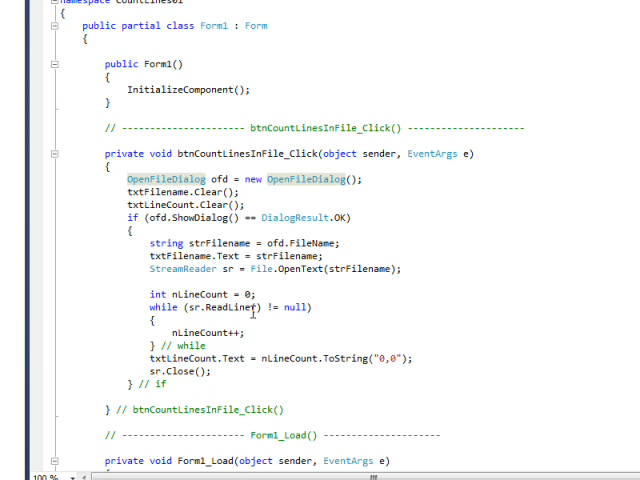 namespace CountLines01
{
public partial class Form1 : Form
{
public Form1()
{
InitializeComponent();
}
// ---------------------- btnCountLinesInFile_Click() ---------------------
private void btnCountLinesInFile_Click(object sender, EventArgs e)
{
OpenFileDialog ofd = new OpenFileDialog();
txtFilename.Clear();
txtLineCount.Clear();
if (ofd.ShowDialog() == DialogResult.OK)
{
string strFilename = ofd.FileName;
txtFilename.Text = strFilename;
StreamReader sr = File.OpenText(strFilename);
int nLineCount = 0;
while (sr.ReadLine() != null)
{
nLineCount++;
} // while
txtLineCount.Text = nLineCount.ToString("0,0");
sr.Close();
} // if
} // btnCountLinesInFile_Click()
// ---------------------- Form1_Load() ---------------------
private void Form1_Load(object sender, EventArgs e)
100 %